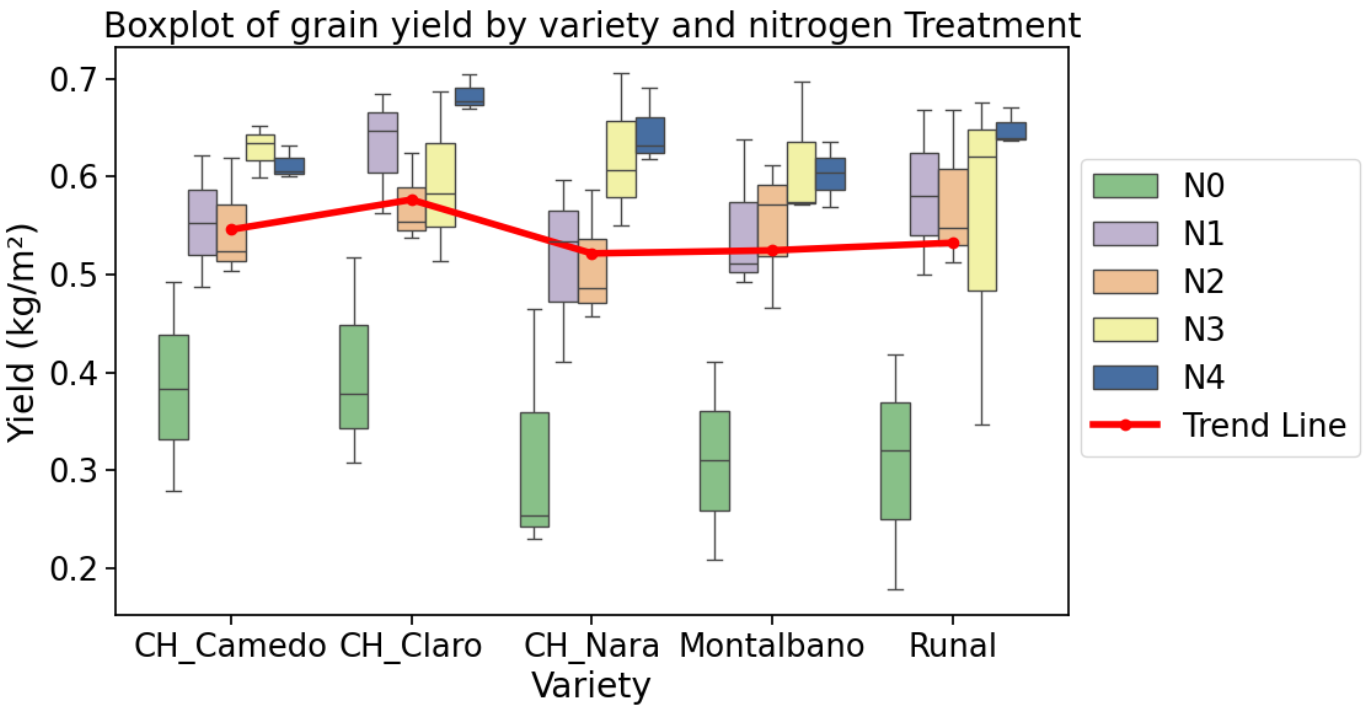 Boxplot of grain yield by variety and nitrogen Treatment
Yield (kg/m²)
0.7
0.6
0.5
0.4
0.3
0.2
CH_Camedo
CH_Claro
CH_Nara
Montalbano
Runal
Variety
N0
N1
N2
N3
N4
Trend Line